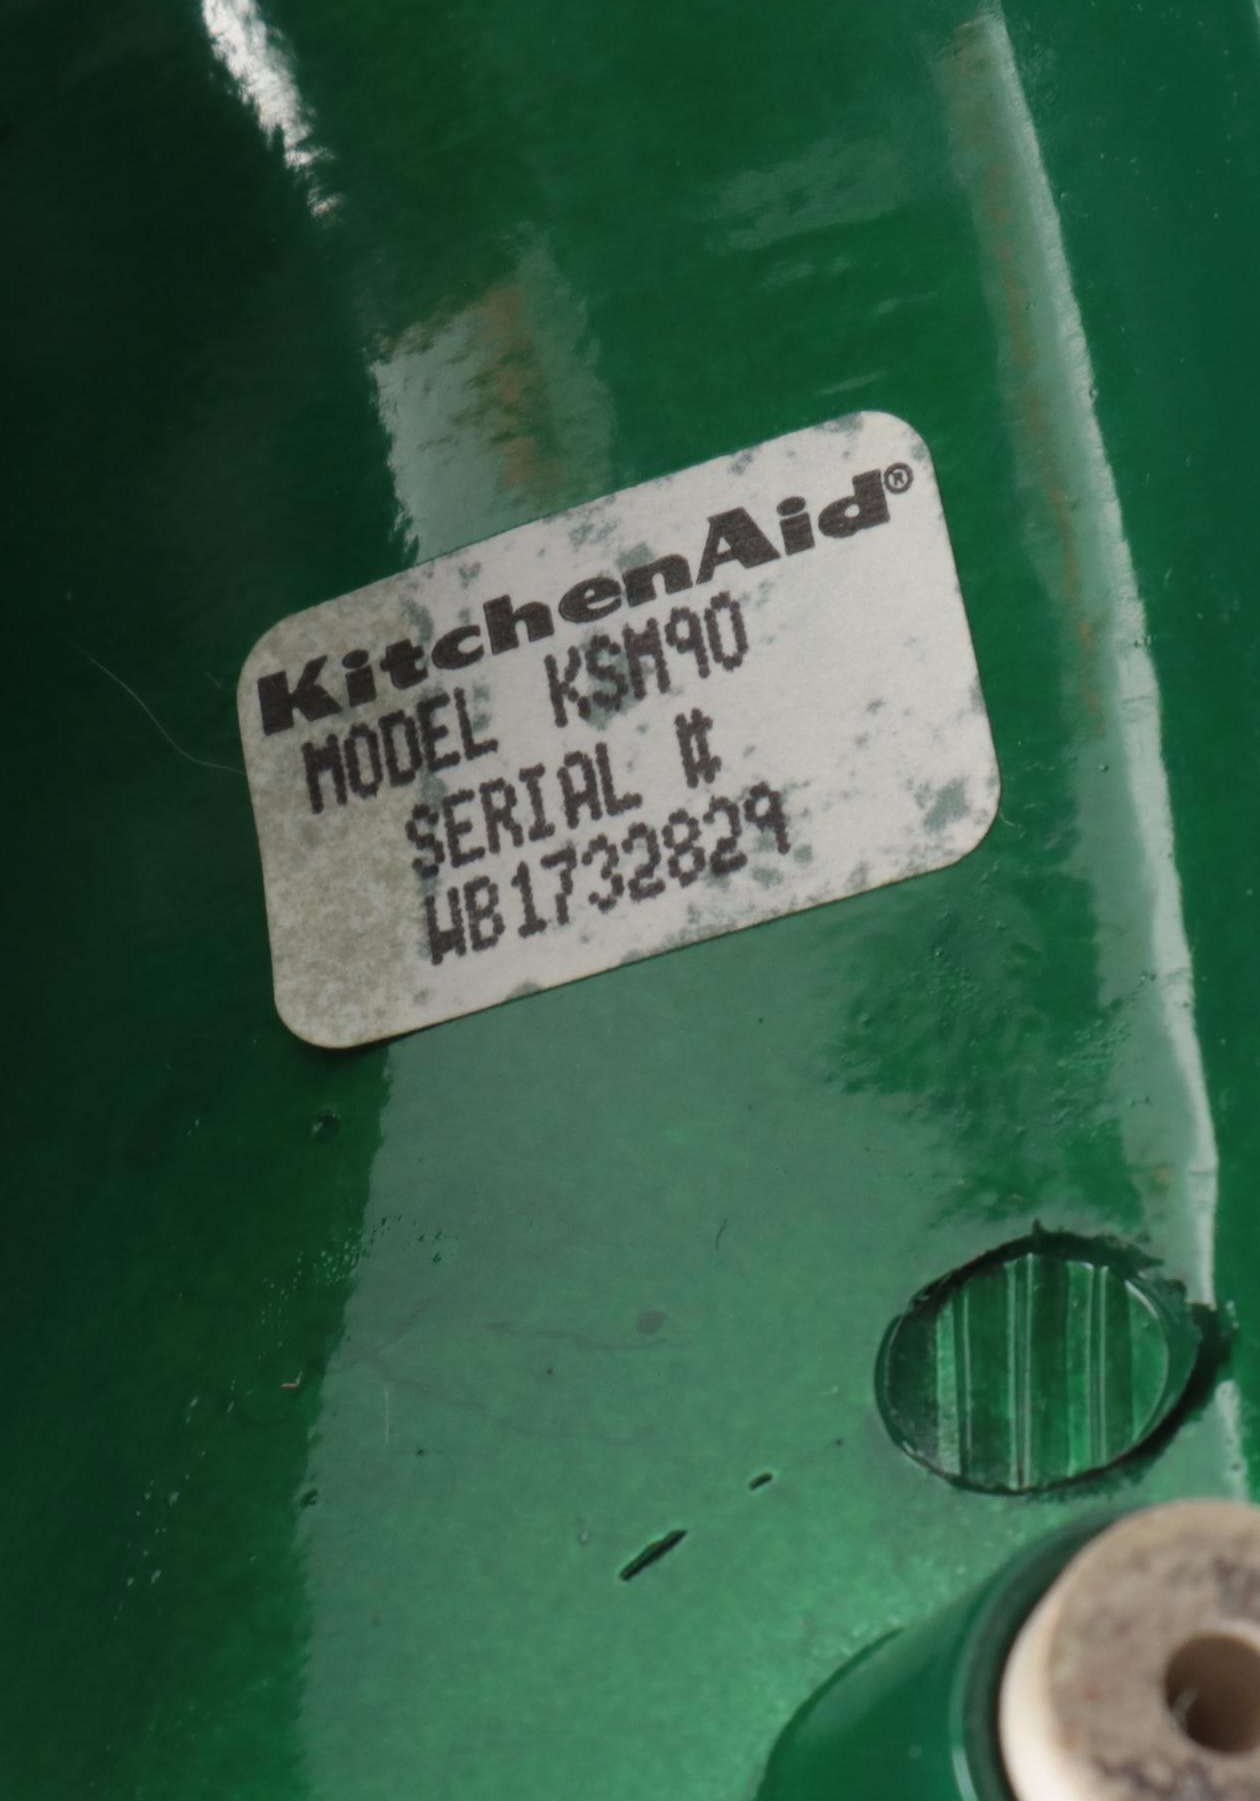 KitchenAid®
MODEL KSM90
SERIAL #
WB1732829